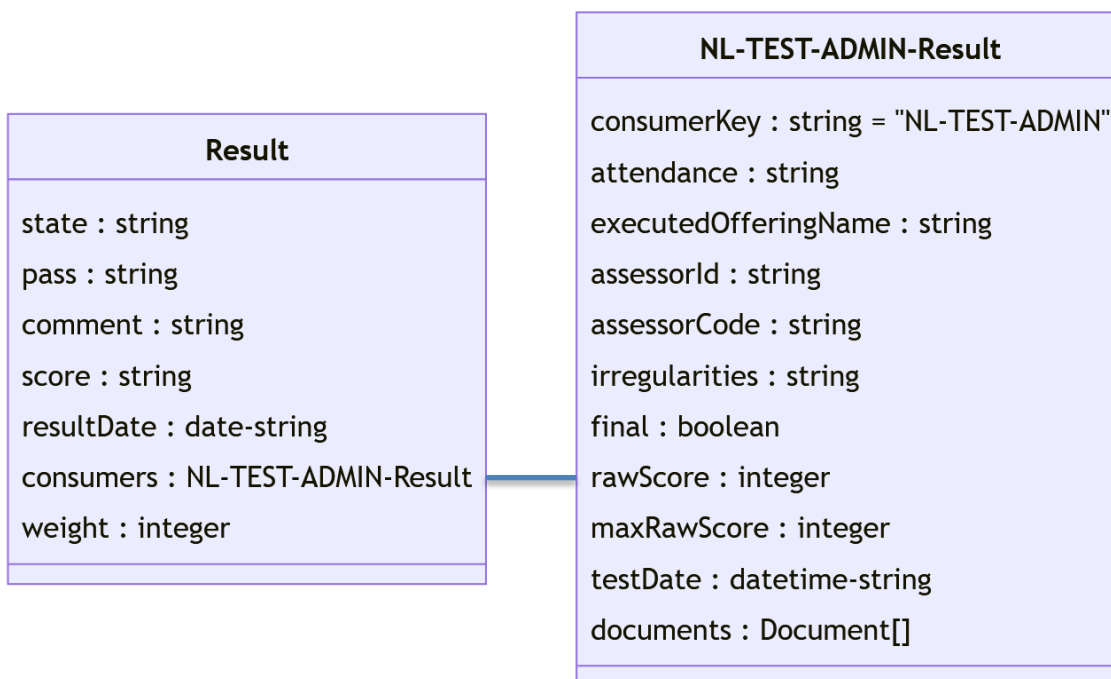 Result
state : string
pass : string
comment : string
score : string
resultDate : date-string
consumers : NL-TEST-ADMIN-Result
weight : integer
NL-TEST-ADMIN-Result
consumerKey : string = "NL-TEST-ADMIN"
attendance : string
executedOfferingName : string
assessorId : string
assessorCode : string
irregularities : string
final : boolean
rawScore : integer
maxRawScore : integer
testDate : datetime-string
documents : Document[]